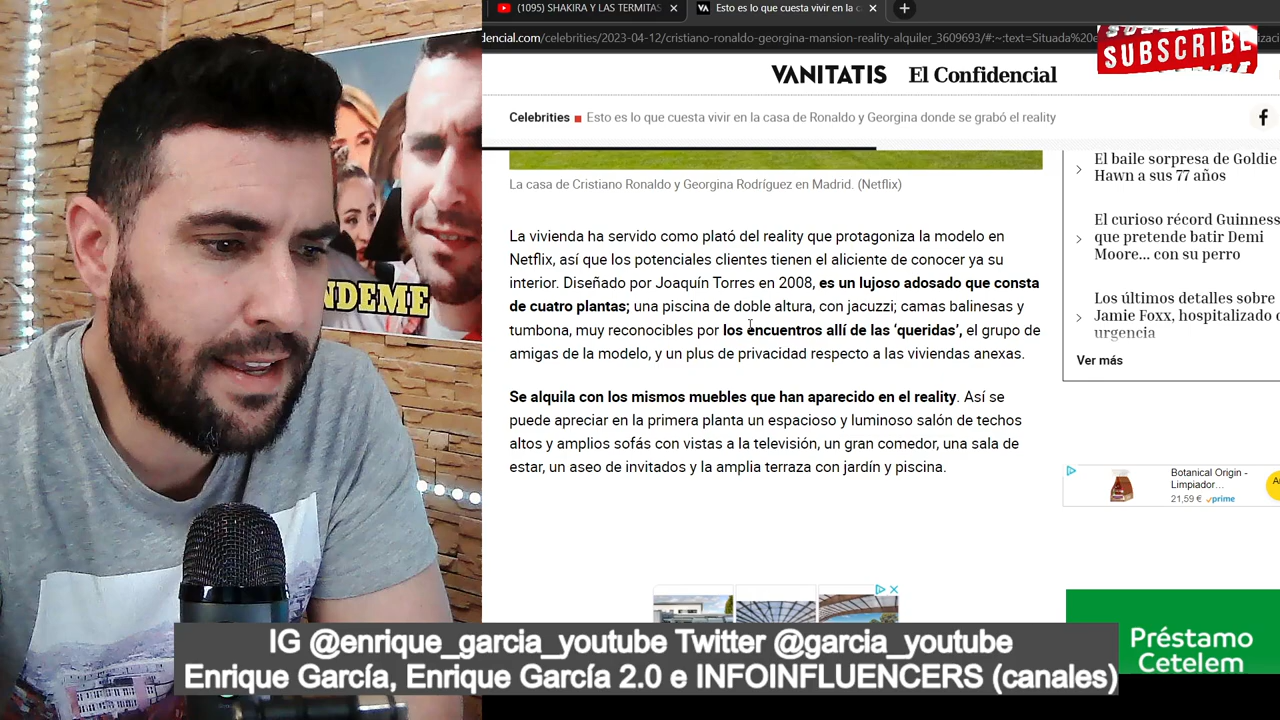 (1095) SHAKIRA Y LAS TERMITAS
Esto es lo que cuesta vivir en la c
dencial.com/celebrities/2023-04-12/cristiano-ronaldo-georgina-mansion-reality-alquiler_3609693/#:~:text=Situada%20e
SUBSCRIBE
VANITATIS El Confidencial
Celebrities Esto es lo que cuesta vivir en la casa de Ronaldo y Georgina donde se grabó el reality
La casa de Cristiano Ronaldo y Georgina Rodríguez en Madrid. (Netflix)
La vivienda ha servido como plató del reality que protagoniza la modelo en
Netflix, así que los potenciales clientes tienen el aliciente de conocer ya su
interior. Diseñado por Joaquín Torres en 2008, es un lujoso adosado que consta
de cuatro plantas; una piscina de doble altura, con jacuzzi; camas balinesas y
tumbona, muy reconocibles por los encuentros allí de las ‘queridas’, el grupo de
amigas de la modelo, y un plus de privacidad respecto a las viviendas anexas.
Se alquila con los mismos muebles que han aparecido en el reality. Así se
puede apreciar en la primera planta un espacioso y luminoso salón de techos
altos y amplios sofás con vistas a la televisión, un gran comedor, una sala de
estar, un aseo de invitados y la amplia terraza con jardín y piscina.
El baile sorpresa de Goldie
Hawn a sus 77 años
El curioso récord Guinness
que pretende batir Demi
Moore... con su perro
Los últimos detalles sobre
Jamie Foxx, hospitalizado d
urgencia
Ver más
Botanical Origin -
Limpiador...
21,59 € prime
Préstamo
Cetelem
NDEME
IG @enrique_garcia_youtube Twitter @garcia_youtube
Enrique García, Enrique García 2.0 e INFOINFLUENCERS (canales)